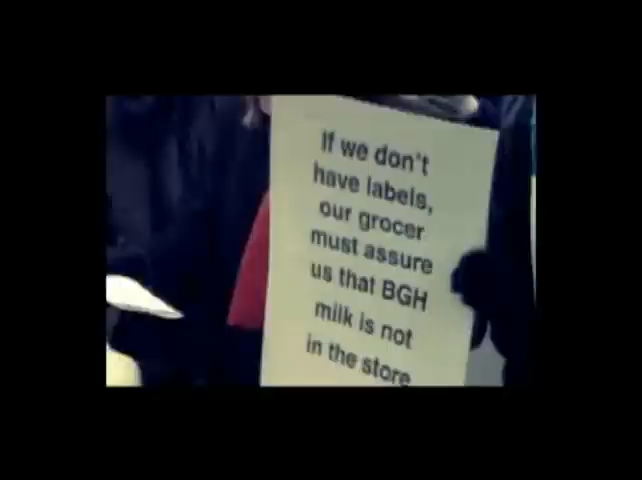 If we don't
have labels,
our grocer
must assure
us that BGH
milk is not
in the store